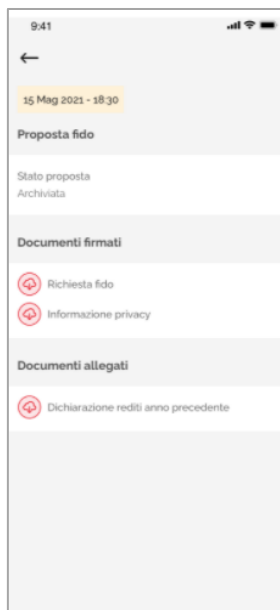 9:41
15 Mag 2021 - 18:30
Proposta fido
Stato proposta
Archiviata
Documenti firmati
Richiesta fido
Informazione privacy
Documenti allegati
Dichiarazione rediti anno precedente